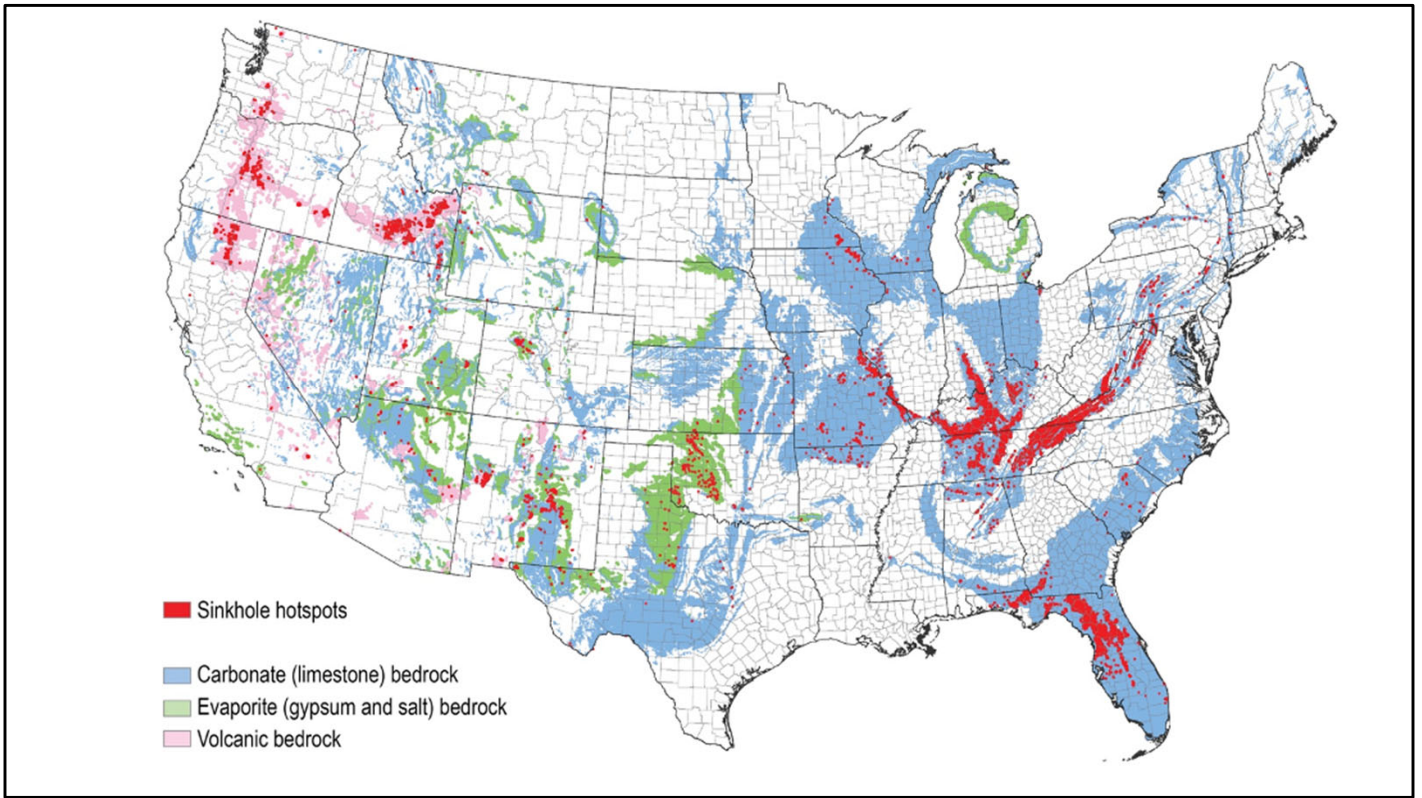 Sinkhole hotspots
Carbonate (limestone) bedrock
Evaporite (gypsum and salt) bedrock
Volcanic bedrock